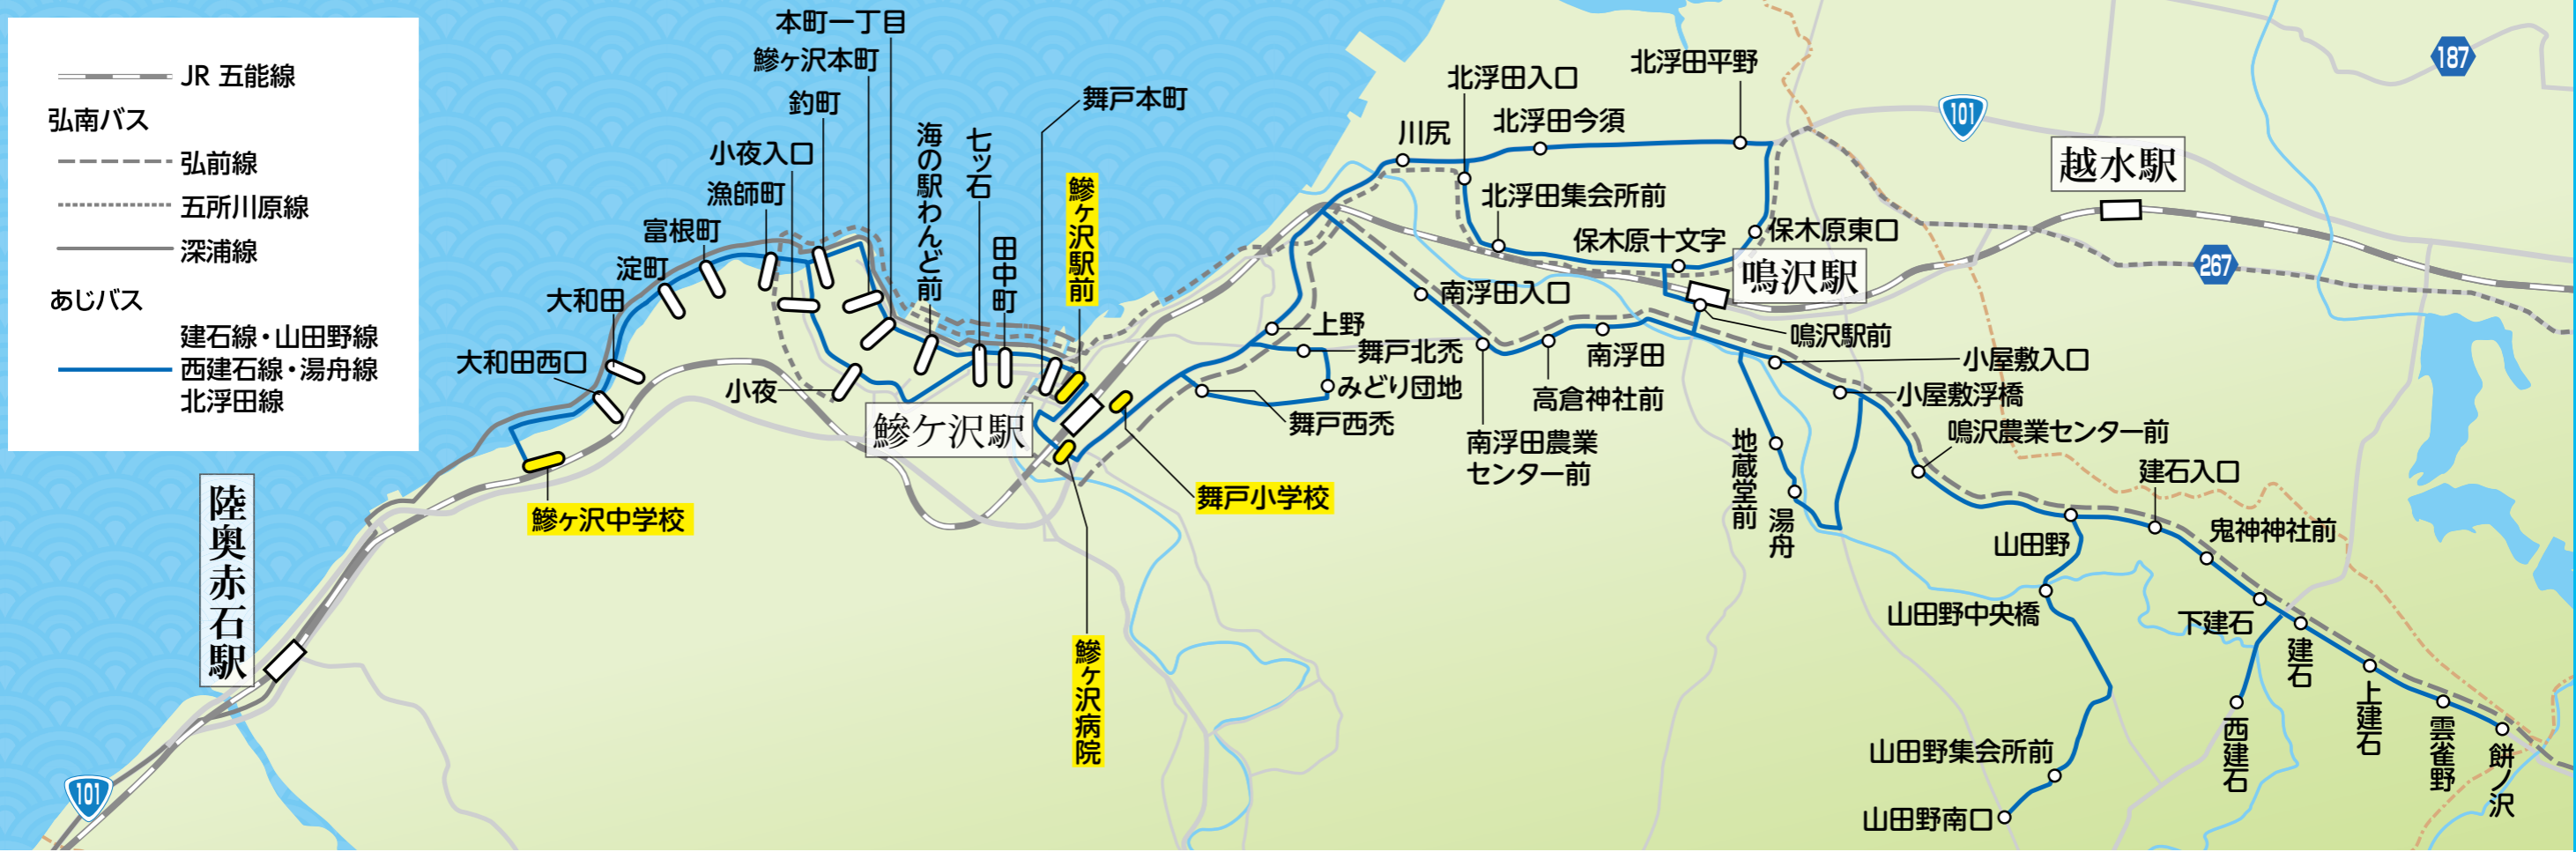 JR 五能線
弘南バス
弘前線
五所川原線
深浦線
あじバス
建石線・山田野線
西建石線・湯舟線
北浮田線
本町一丁目
鰺ヶ沢本町
釣町
小夜入口
漁師町
富根町
淀町
大和田
大和田西口
鰺ヶ沢中学校
陸奥赤石駅
101
小夜
海の駅わんど前
七ッ石
田中町
舞戸本町
鰺ヶ沢駅前
鰺ケ沢駅
鰺ヶ沢病院
舞戸小学校
上野
舞戸北禿
みどり団地
舞戸西禿
川尻
北浮田入口
北浮田今須
北浮田平野
北浮田集会所前
保木原十文字
保木原東口
鳴沢駅
鳴沢駅前
南浮田入口
南浮田農業
センター前
高倉神社前
南浮田
101
187
越水駅
267
小屋敷入口
小屋敷浮橋
鳴沢農業センター前
地蔵堂前
湯舟
建石入口
鬼神神社前
山田野
山田野中央橋
山田野集会所前
山田野南口
下建石
建石
西建石
上建石
雲雀野
餅ノ沢